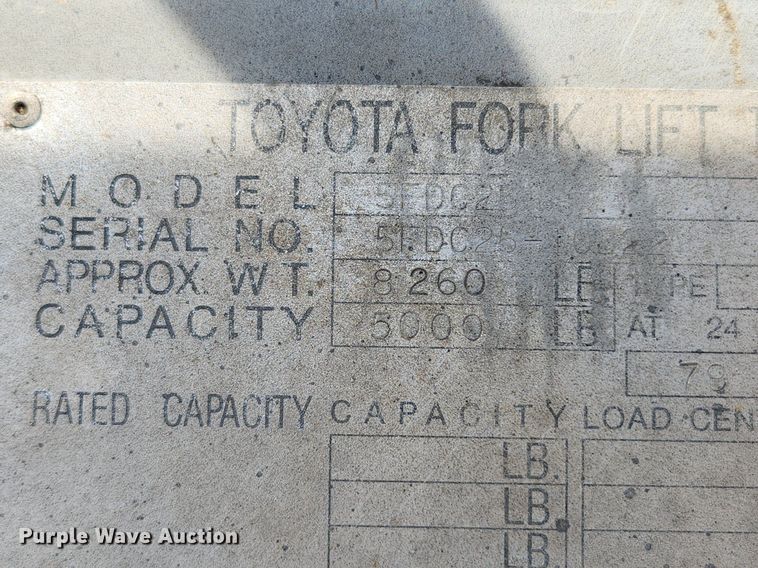 TOYOTA FORK LIFT
MODEL
SERIAL NO.
APPROX. WT. 8260 LB. TYPE
CAPACITY 5000 LB AT 24
79
RATED CAPACITY CAPACITY LOAD CEN
LB.
LB.
LB.
Purple Wave Auction